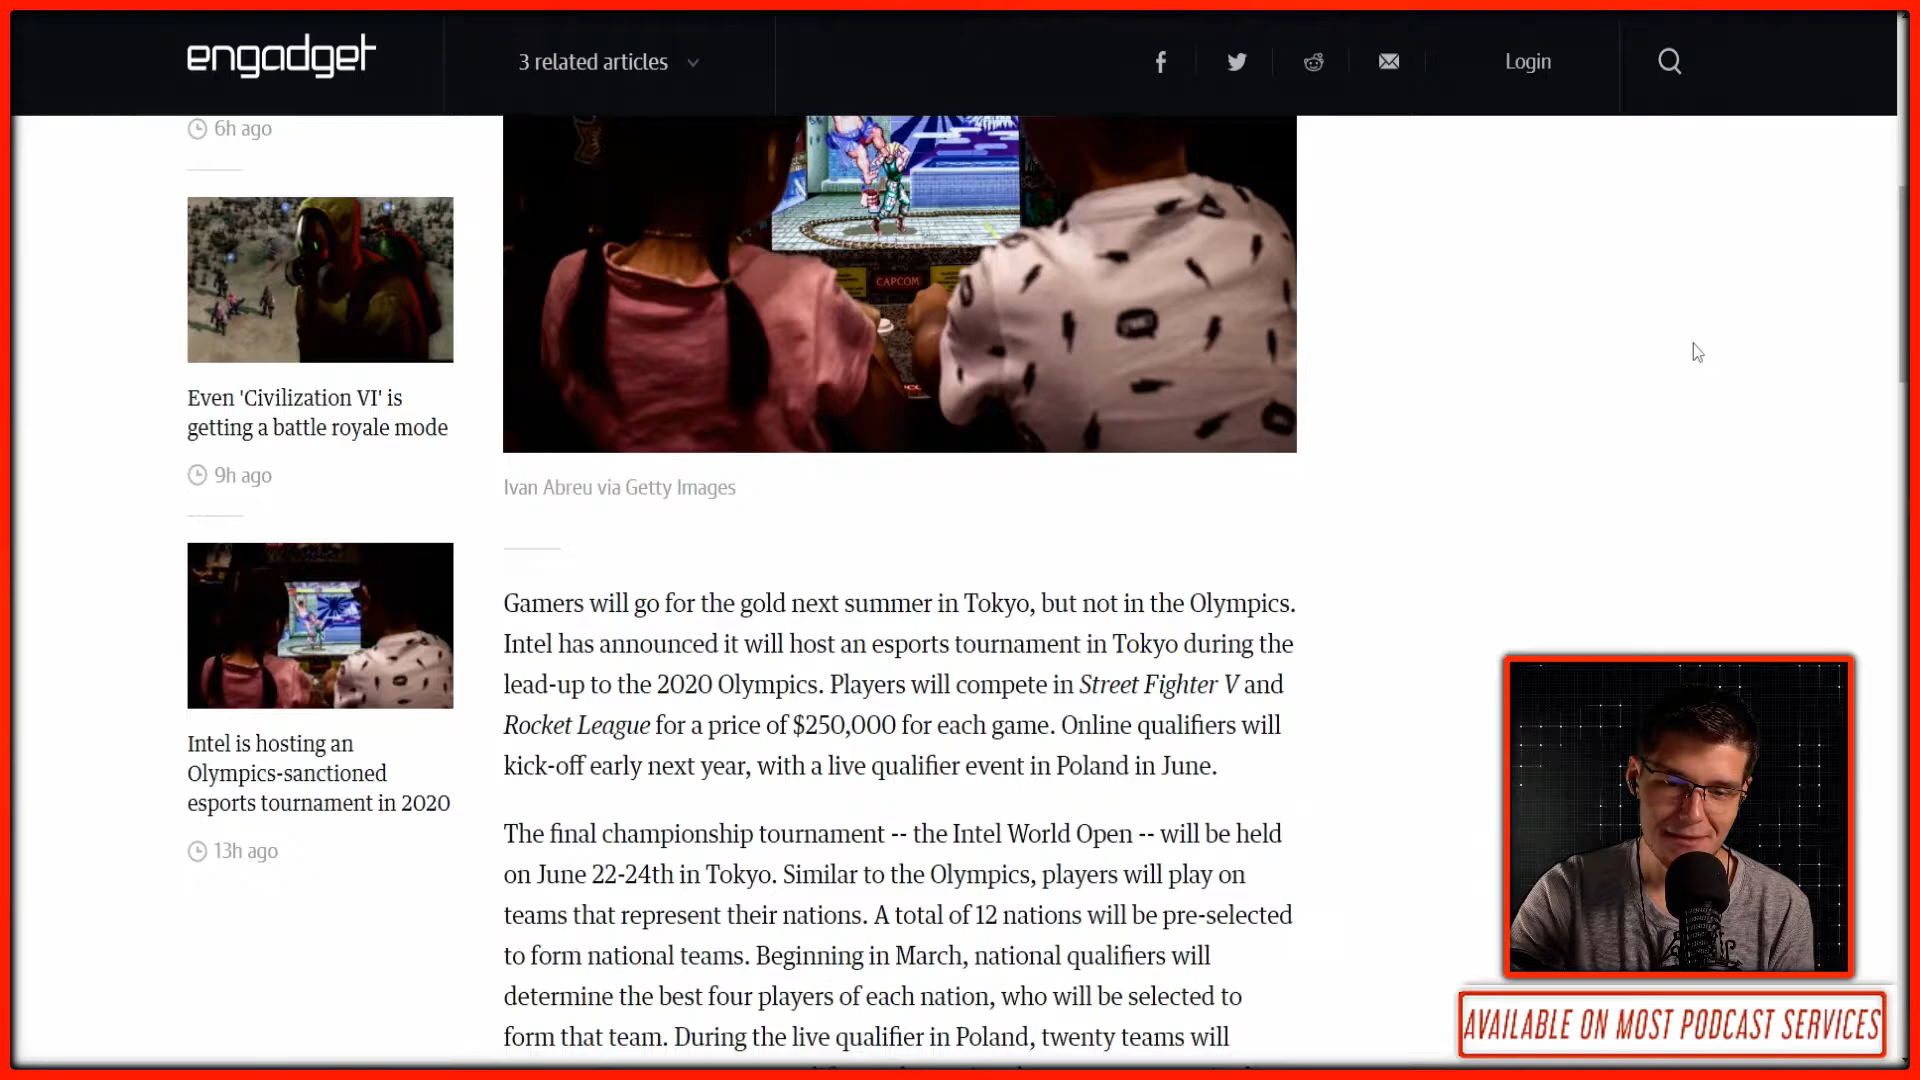 engadget
3 related articles
Login
6h ago
Even 'Civilization VI' is
getting a battle royale mode
9h ago
Intel is hosting an
Olympics-sanctioned
esports tournament in 2020
13h ago
CAPCOM
Ivan Abreu via Getty Images
Gamers will go for the gold next summer in Tokyo, but not in the Olympics.
Intel has announced it will host an esports tournament in Tokyo during the
lead-up to the 2020 Olympics. Players will compete in Street Fighter V and
Rocket League for a price of $250,000 for each game. Online qualifiers will
kick-off early next year, with a live qualifier event in Poland in June.
The final championship tournament -- the Intel World Open -- will be held
on June 22-24th in Tokyo. Similar to the Olympics, players will play on
teams that represent their nations. A total of 12 nations will be pre-selected
to form national teams. Beginning in March, national qualifiers will
determine the best four players of each nation, who will be selected to
form that team. During the live qualifier in Poland, twenty teams will
AVAILABLE ON MOST PODCAST SERVICES